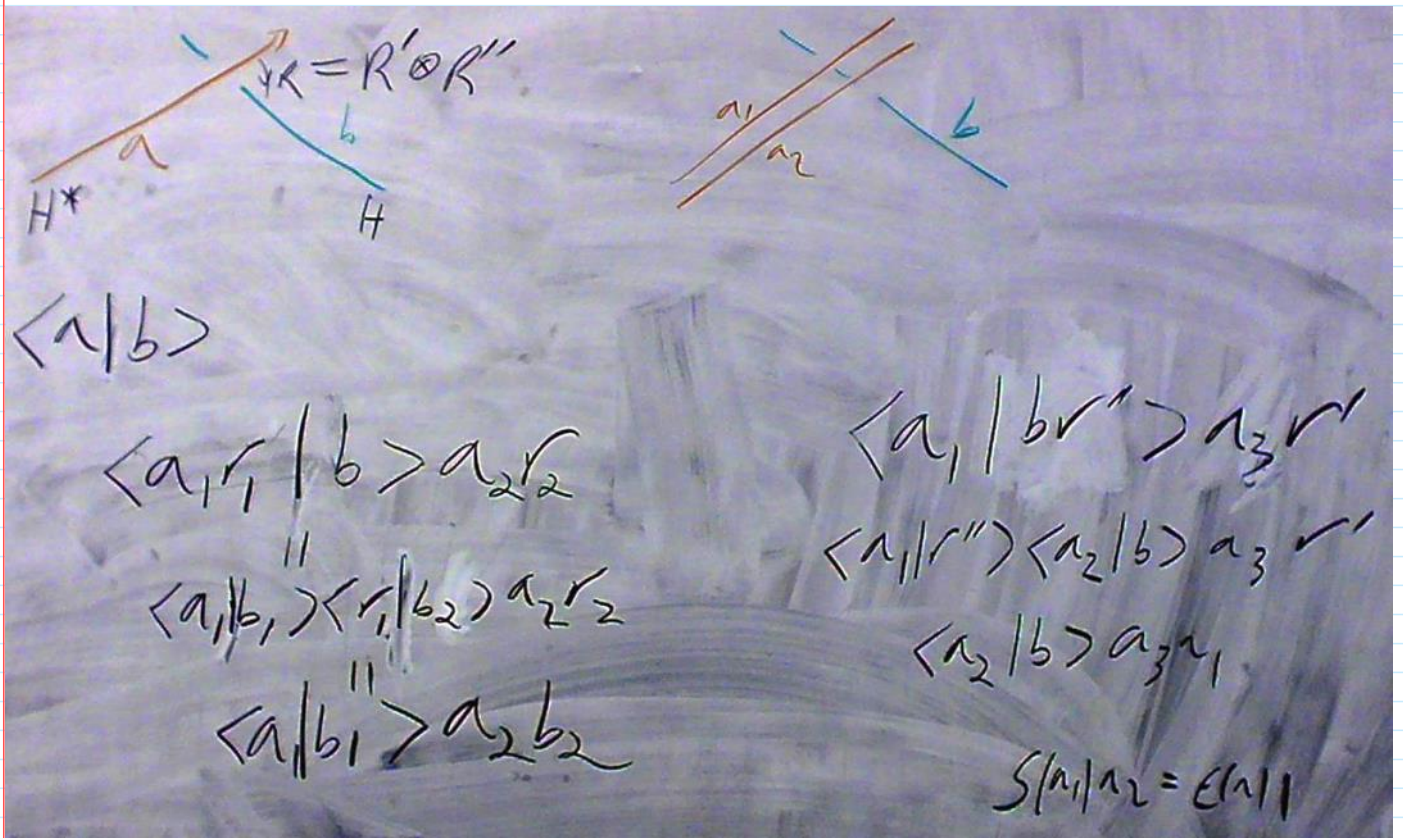 R = R' ⊗ R''
a
b
H*
H
a₁
a₂
b
<a|b>
<a₁r₁|b>a₂r₂
||
<a₁|b₁><r₁|b₂>a₂r₂
||
<a₁|b₁>a₂b₂
<a₁|br''>a₃r'
<a₁|r''><a₂|b>a₃r'
<a₂|b>a₃a₁
S(a₁)a₂ = ε(a)1